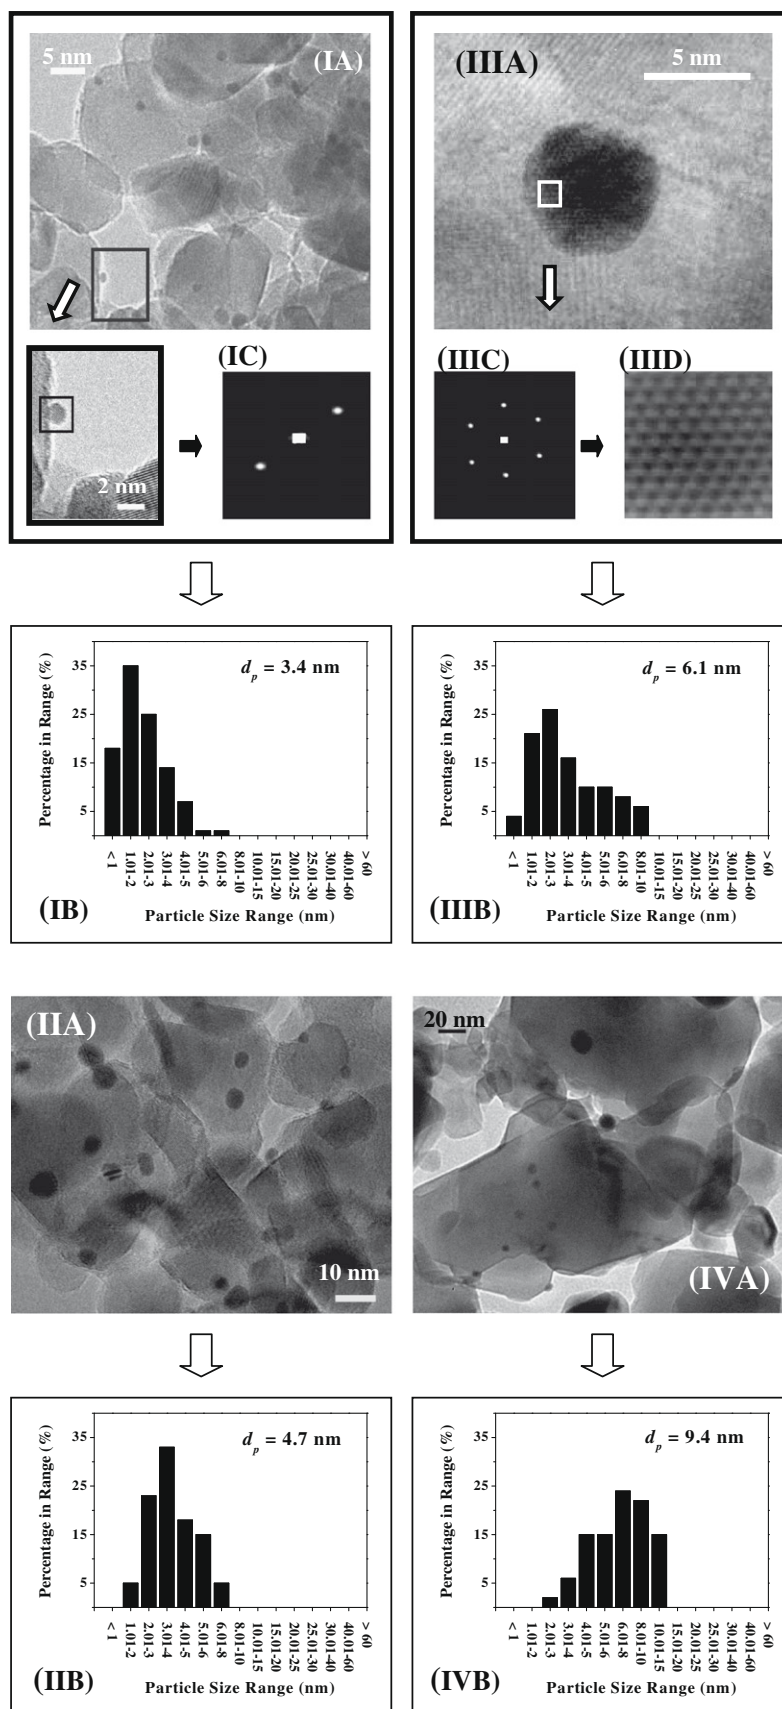 5 nm
(IA)
(IC)
2 nm
(IIIA)
5 nm
(IIIC)
(IIID)
Percentage in Range (%)
35
25
15
5
dp = 3.4 nm
< 1
1.01-2
2.01-3
3.01-4
4.01-5
5.01-6
6.01-8
8.01-10
10.01-15
15.01-20
20.01-25
25.01-30
30.01-40
40.01-60
> 60
(IB)
Particle Size Range (nm)
Percentage in Range (%)
35
25
15
5
dp = 6.1 nm
< 1
1.01-2
2.01-3
3.01-4
4.01-5
5.01-6
6.01-8
8.01-10
10.01-15
15.01-20
20.01-25
25.01-30
30.01-40
40.01-60
> 60
(IIIB)
Particle Size Range (nm)
(IIA)
10 nm
20 nm
(IVA)
Percentage in Range (%)
35
25
15
5
dp = 4.7 nm
< 1
1.01-2
2.01-3
3.01-4
4.01-5
5.01-6
6.01-8
8.01-10
10.01-15
15.01-20
20.01-25
25.01-30
30.01-40
40.01-60
> 60
(IIB)
Particle Size Range (nm)
Percentage in Range (%)
35
25
15
5
dp = 9.4 nm
< 1
1.01-2
2.01-3
3.01-4
4.01-5
5.01-6
6.01-8
8.01-10
10.01-15
15.01-20
20.01-25
25.01-30
30.01-40
40.01-60
> 60
(IVB)
Particle Size Range (nm)